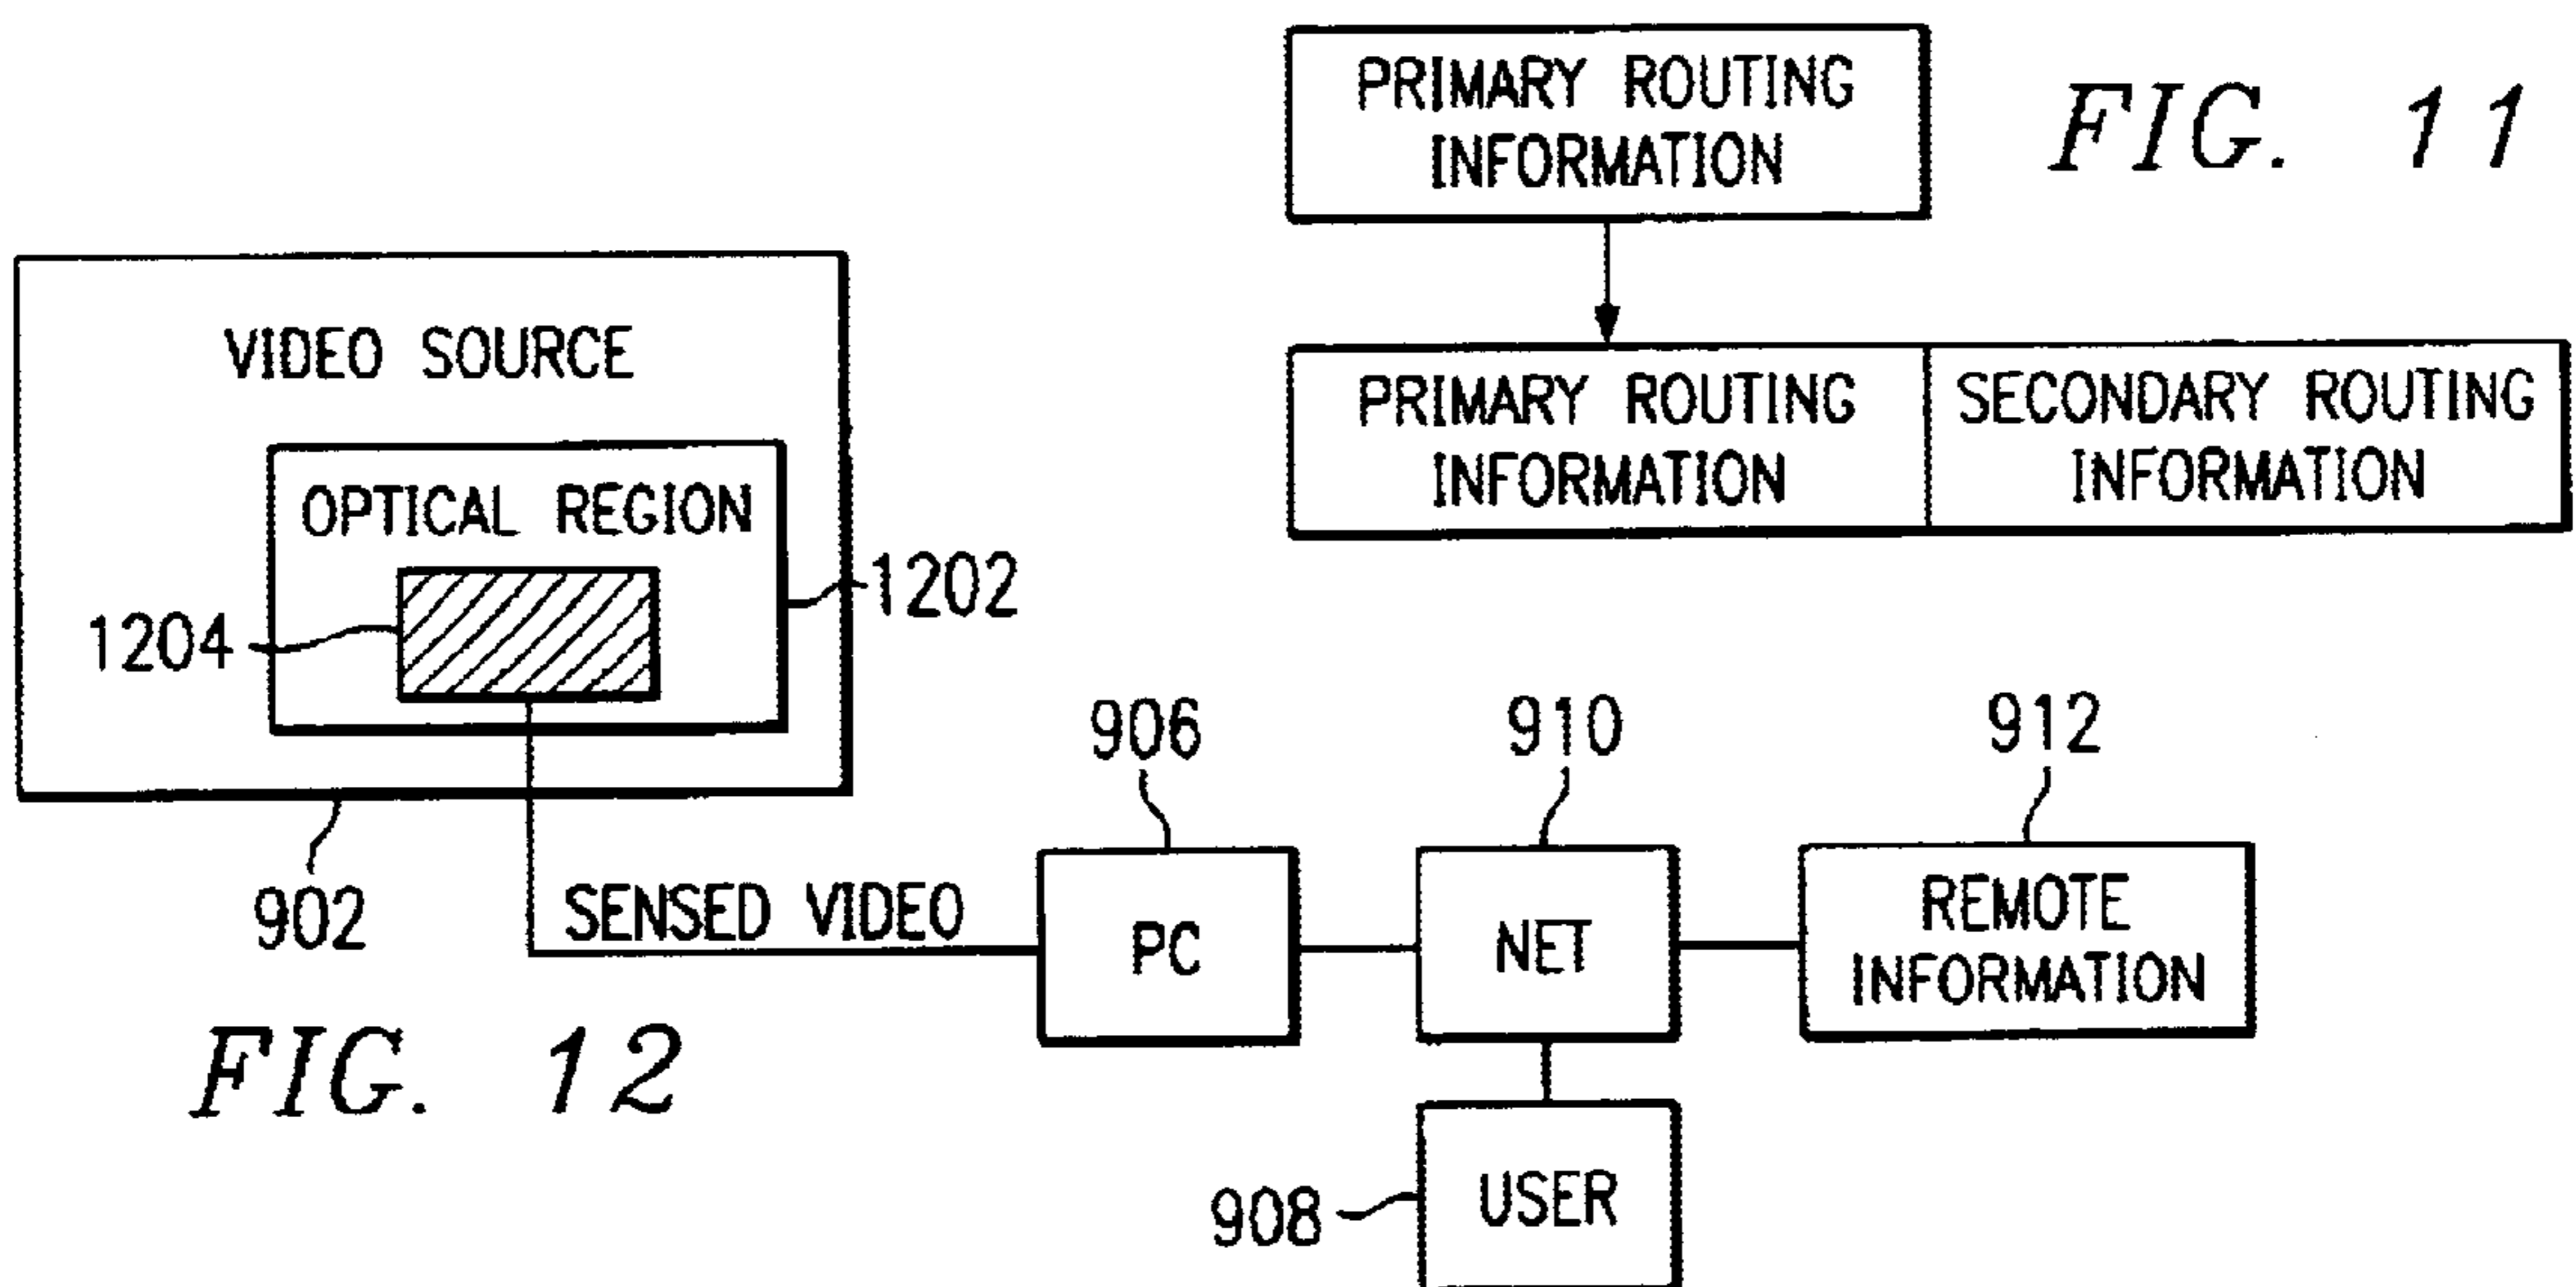 PRIMARY ROUTING
INFORMATION
FIG. 11
PRIMARY ROUTING
INFORMATION
SECONDARY ROUTING
INFORMATION
VIDEO SOURCE
OPTICAL REGION
1202
1204
902
SENSED VIDEO
906
PC
910
NET
912
REMOTE
INFORMATION
908
USER
FIG. 12